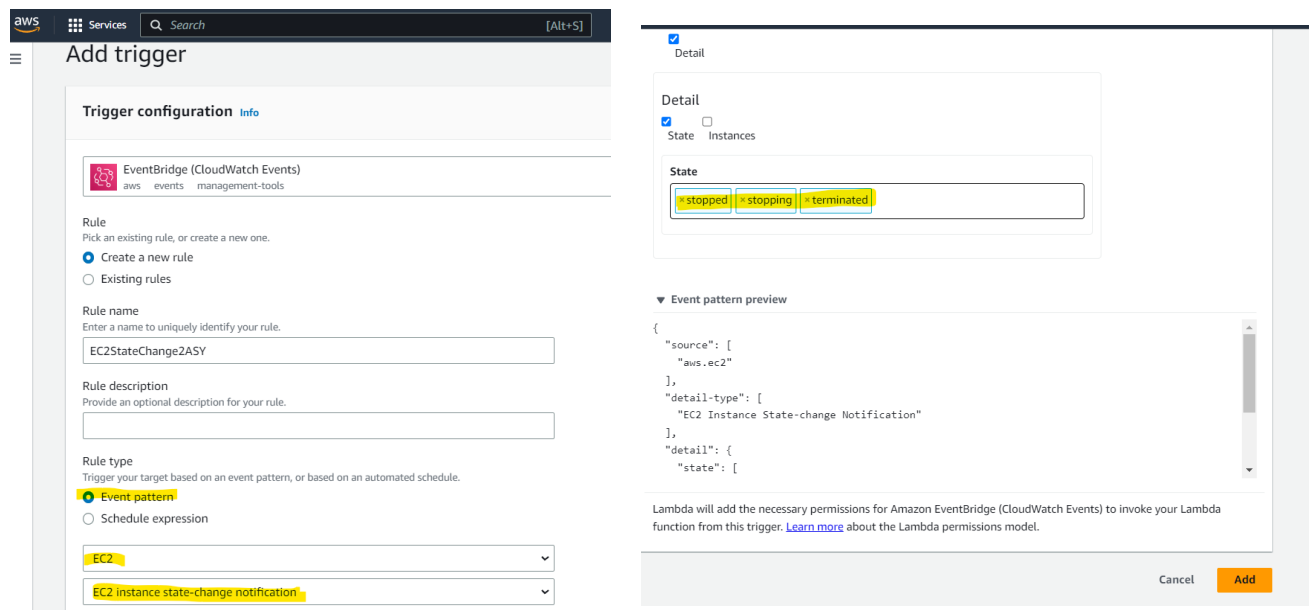 aws
Services
Search
[Alt+S]
Add trigger
Trigger configuration Info
EventBridge (CloudWatch Events)
aws events management-tools
Rule
Pick an existing rule, or create a new one.
Create a new rule
Existing rules
Rule name
Enter a name to uniquely identify your rule.
EC2StateChange2ASY
Rule description
Provide an optional description for your rule.
Rule type
Trigger your target based on an event pattern, or based on an automated schedule.
Event pattern
Schedule expression
EC2
EC2 instance state-change notification
Detail
Detail
State Instances
State
×stopped ×stopping ×terminated
Event pattern preview
{
"source": [
"aws.ec2"
],
"detail-type": [
"EC2 Instance State-change Notification"
],
"detail": {
"state": [
Lambda will add the necessary permissions for Amazon EventBridge (CloudWatch Events) to invoke your Lambda
function from this trigger. Learn more about the Lambda permissions model.
Cancel Add